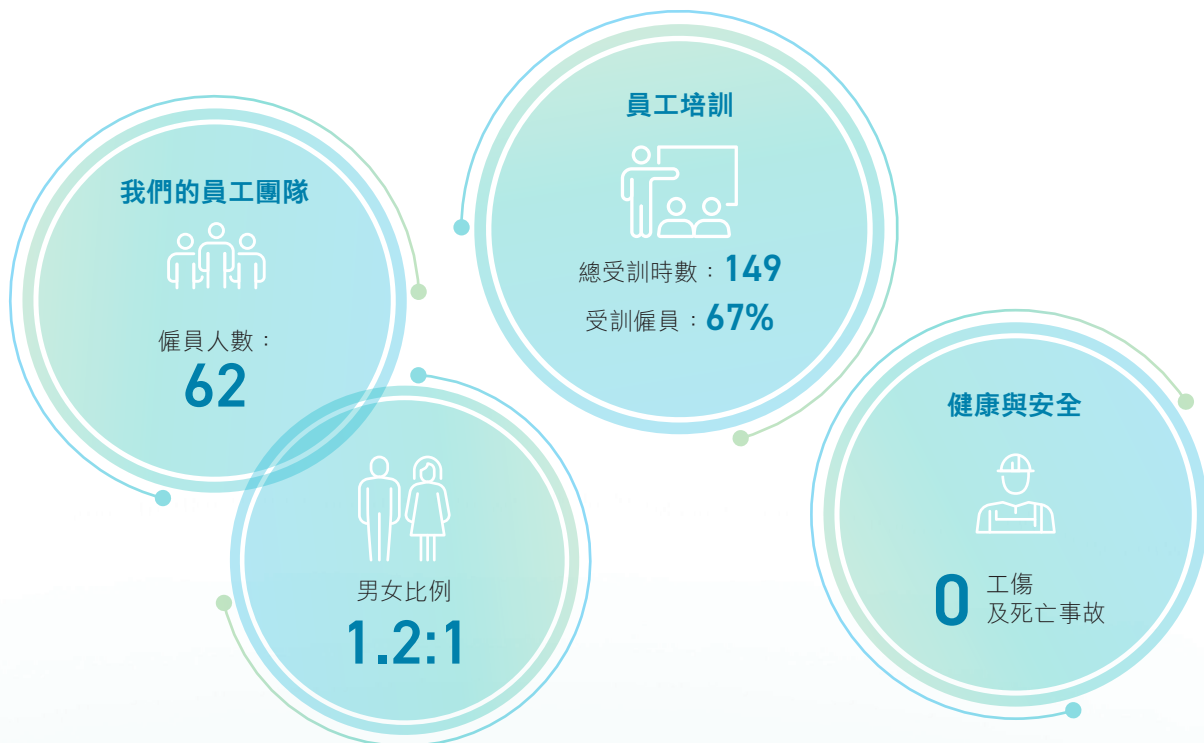 我們的員工團隊
僱員人數：
62
男女比例
1.2:1
員工培訓
總受訓時數：149
受訓僱員：67%
健康與安全
0 工傷
及死亡事故